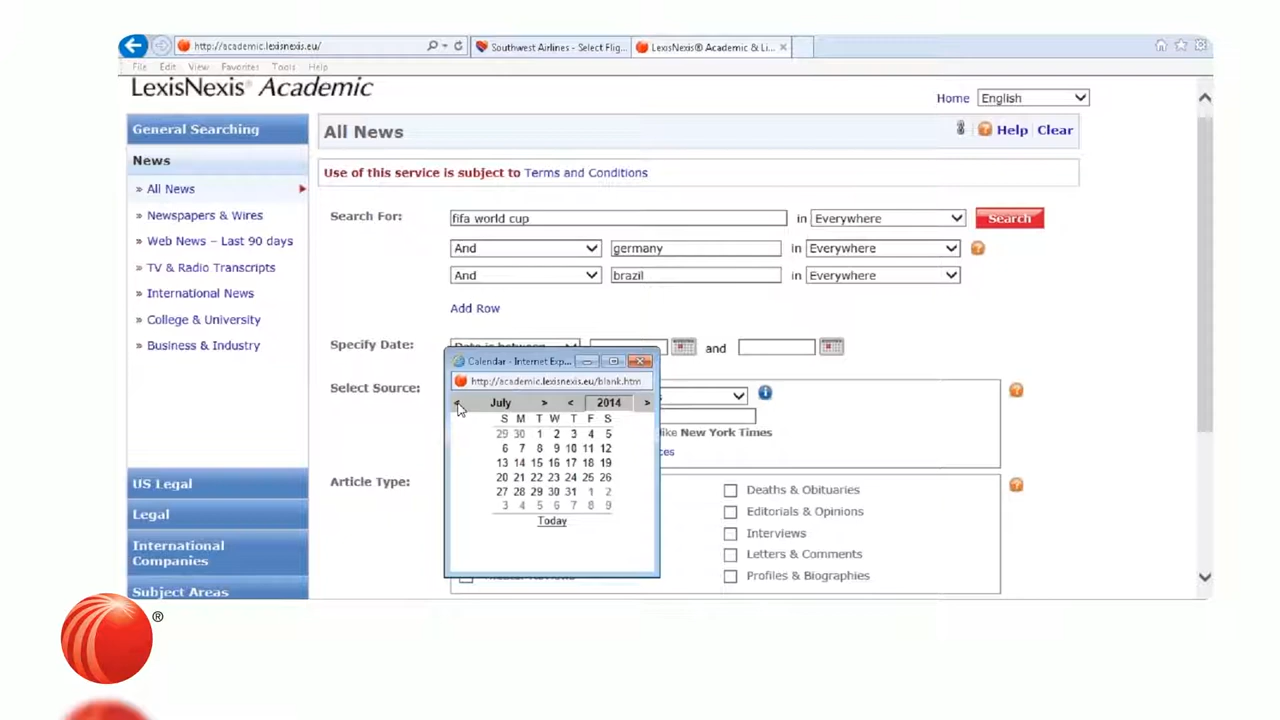 http://academic.lexisnexis.eu/
Southwest Airlines - Select Flig...
LexisNexis® Academic & Li...
File Edit View Favorites Tools Help
LexisNexis® Academic
Home English
General Searching
All News
Help Clear
News
Use of this service is subject to Terms and Conditions
» All News
» Newspapers & Wires
» Web News – Last 90 days
» TV & Radio Transcripts
» International News
» College & University
» Business & Industry
Search For: fifa world cup in Everywhere Search
And germany in Everywhere
And brazil in Everywhere
Add Row
Specify Date: and
Calendar - Internet Exp...
http://academic.lexisnexis.eu/blank.htm
< July > < 2014 >
S M T W T F S
29 30 1 2 3 4 5
6 7 8 9 10 11 12
13 14 15 16 17 18 19
20 21 22 23 24 25 26
27 28 29 30 31 1 2
3 4 5 6 7 8 9
Today
Select Source:
like New York Times
Article Type:
Deaths & Obituaries
Editorials & Opinions
Interviews
Letters & Comments
Profiles & Biographies
US Legal
Legal
International
Companies
Subject Areas
®